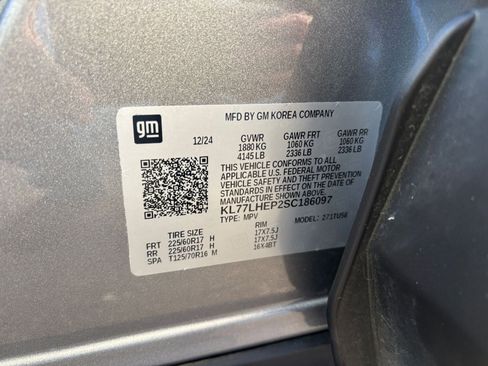 gm
MFD BY GM KOREA COMPANY
12/24 GVWR GAWR FRT GAWR RR
1880 KG 1060 KG 1060 KG
4145 LB 2336 LB 2336 LB
THIS VEHICLE CONFORMS TO ALL
APPLICABLE U.S. FEDERAL MOTOR
VEHICLE SAFETY AND THEFT PREVENTION
STANDARDS IN EFFECT ON THE DATE OF
MANUFACTURE SHOWN ABOVE.
KL77LHEP2SC186097
TYPE: MPV MODEL: 271TU56
TIRE SIZE RIM
FRT 225/60R17 H 17X7.5J
RR 225/60R17 H 17X7.5J
SPA T125/70R16 M 16X4BT